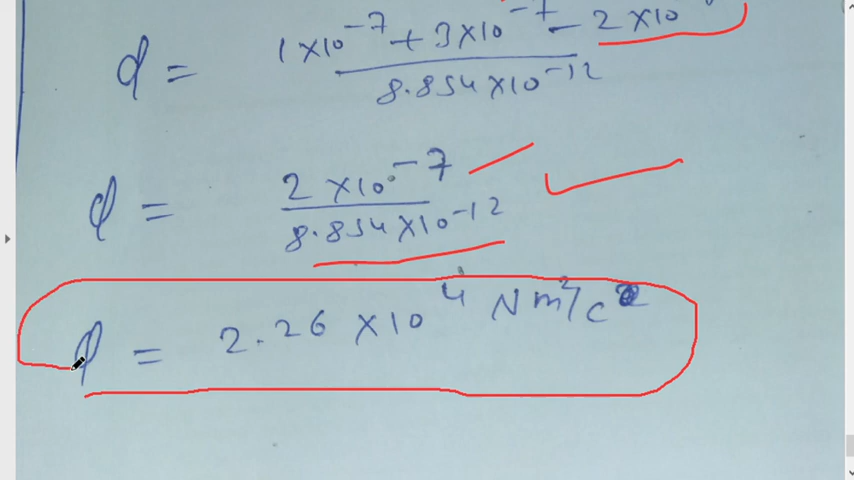 φ = 1×10⁻⁷ + 3×10⁻⁷ − 2×10
8.854×10⁻¹²
φ = 2×10⁻⁷
8.854×10⁻¹²
φ = 2.26 ×10⁴ Nm²/c